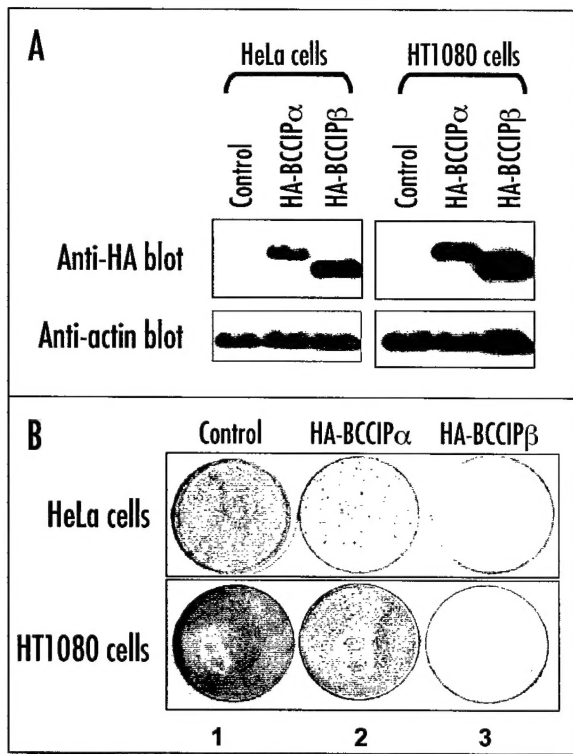 A
HeLa cells
HT1080 cells
Control
HA-BCCIPα
HA-BCCIPβ
Control
HA-BCCIPα
HA-BCCIPβ
Anti-HA blot
Anti-actin blot
B
Control HA-BCCIPα HA-BCCIPβ
HeLa cells
HT1080 cells
1 2 3